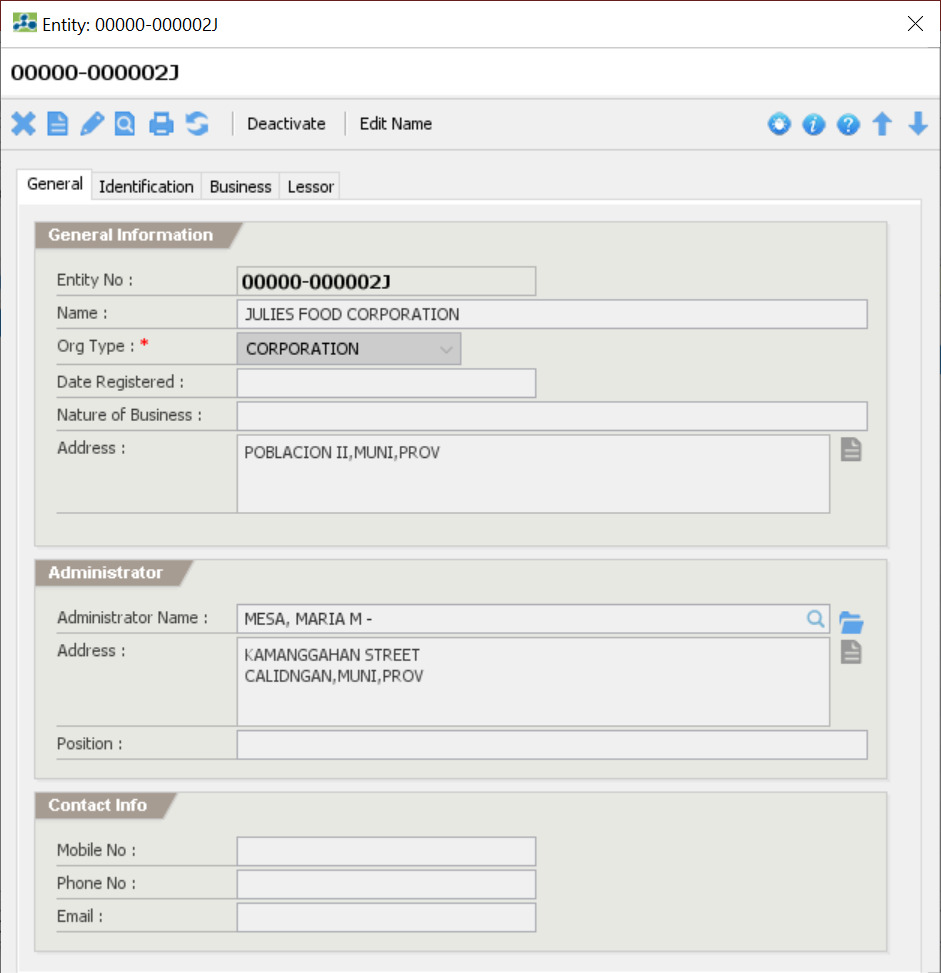 Entity: 00000-000002J
00000-000002J
Deactivate Edit Name
General Identification Business Lessor
General Information
Entity No : 00000-000002J
Name : JULIES FOOD CORPORATION
Org Type : * CORPORATION
Date Registered :
Nature of Business :
Address : POBLACION II,MUNI,PROV
Administrator
Administrator Name : MESA, MARIA M -
Address : KAMANGGAHAN STREET
CALIDNGAN,MUNI,PROV
Position :
Contact Info
Mobile No :
Phone No :
Email :